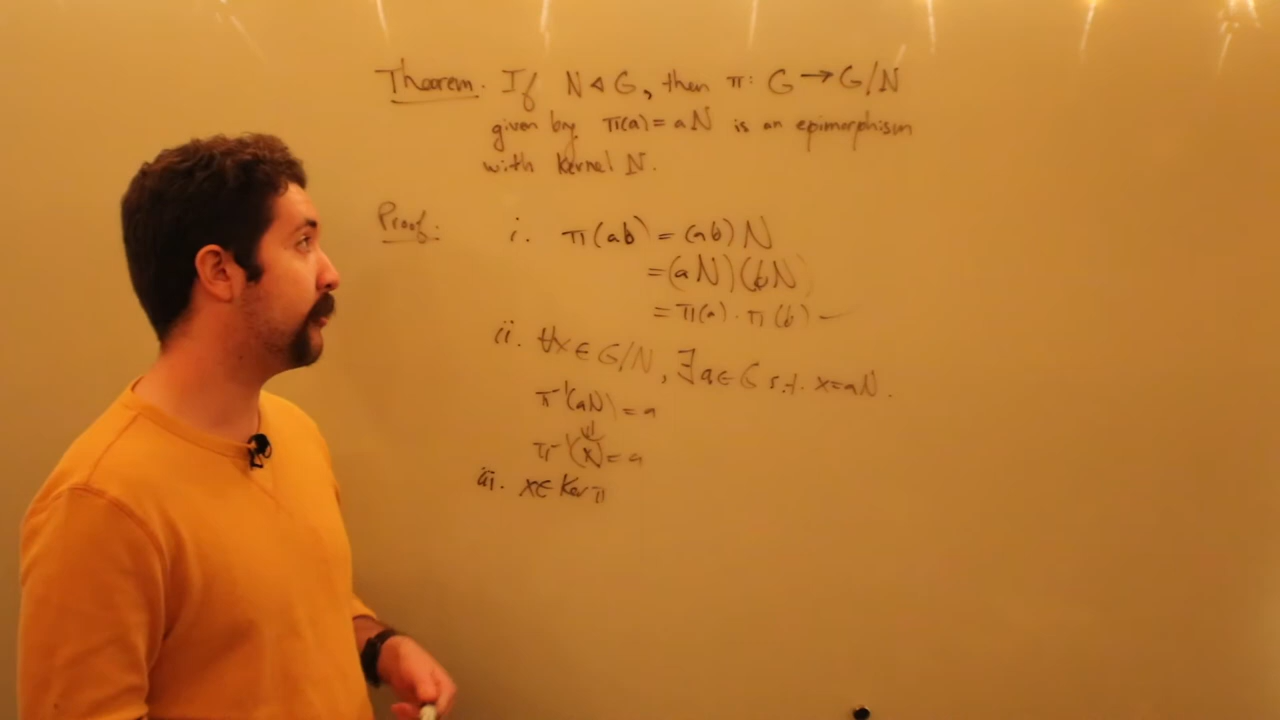 Theorem. If N ◁ G, then π: G → G/N
given by π(a) = aN is an epimorphism
with kernel N.
Proof. i. π(ab) = (ab)N
= (aN)(bN)
= π(a) · π(b)
ii. ∀x ∈ G/N, ∃a ∈ G s.t. x = aN.
π⁻¹(aN) = a
π⁻¹(x) = a
iii. x ∈ Ker π